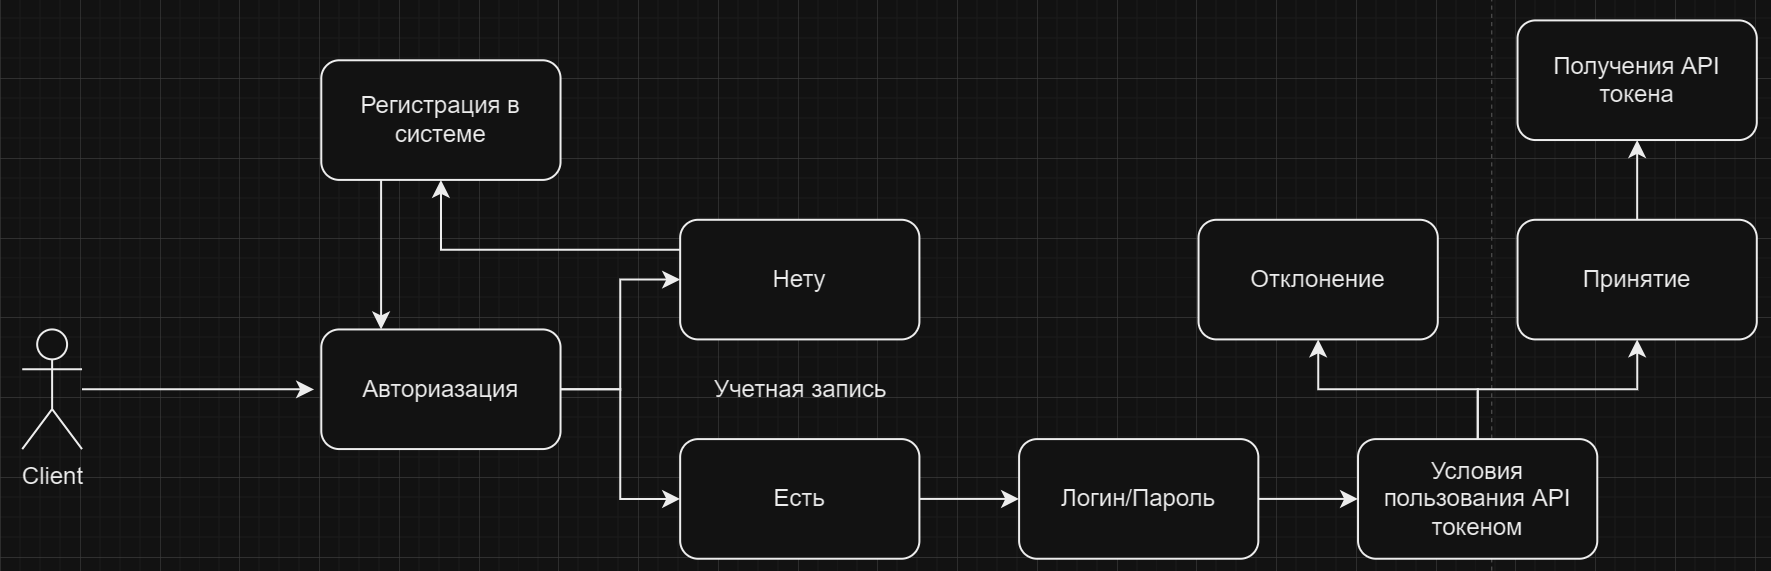 Получения API
токена
Регистрация в
системе
Нету
Отклонение
Принятие
Авториазация
Учетная запись
Client
Есть
Логин/Пароль
Условия
пользования API
токеном